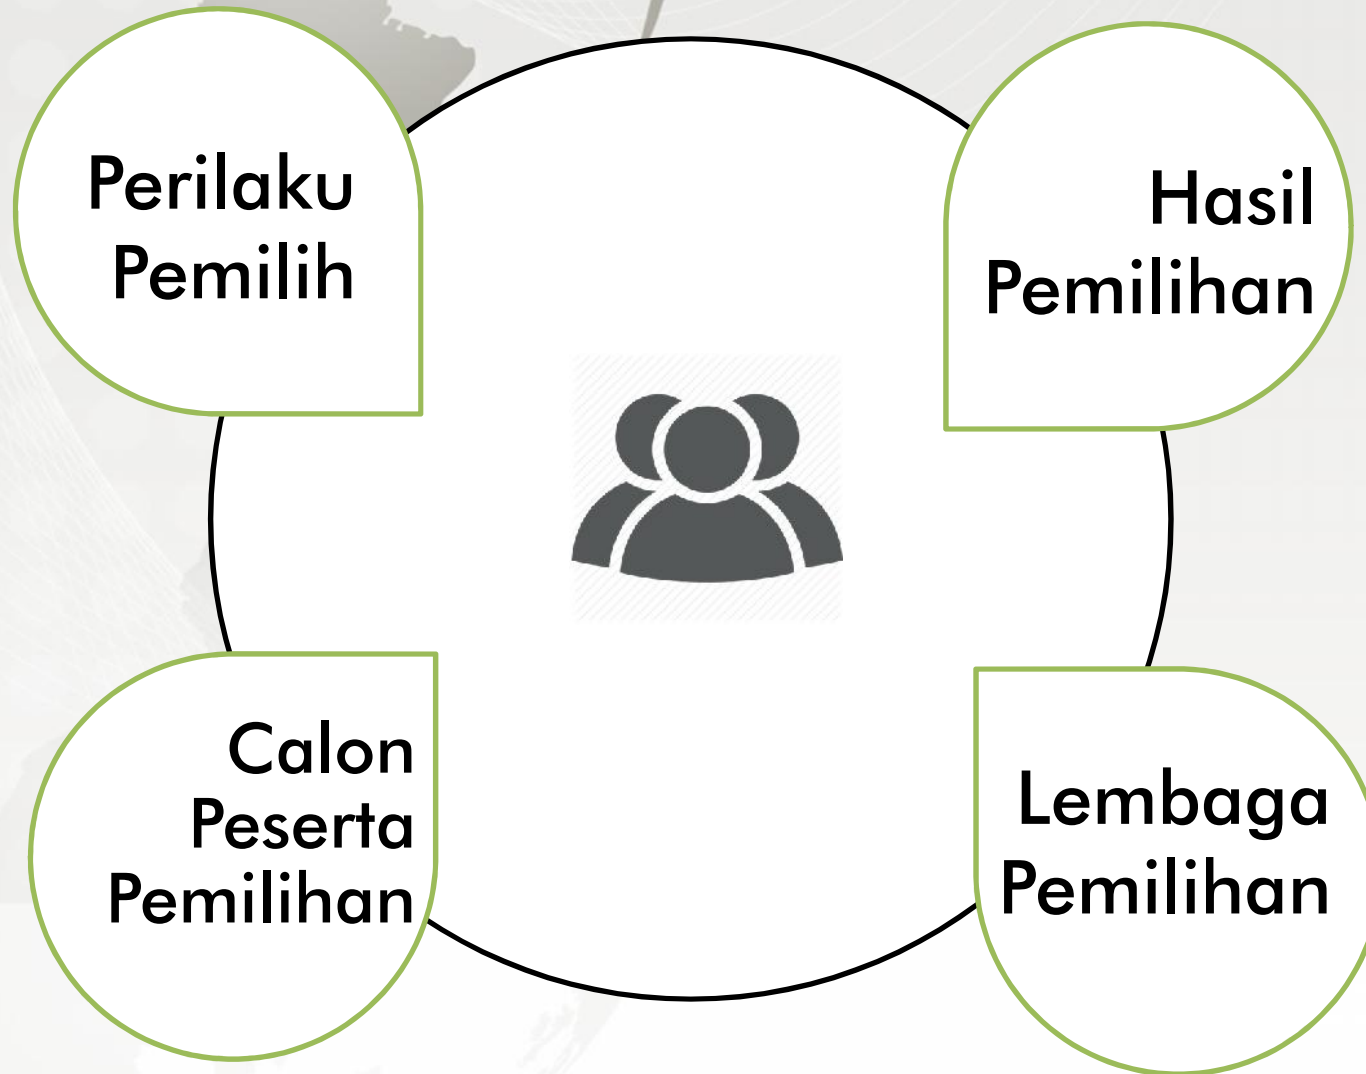 Perilaku
Pemilih
Hasil
Pemilihan
Calon
Peserta
Pemilihan
Lembaga
Pemilihan